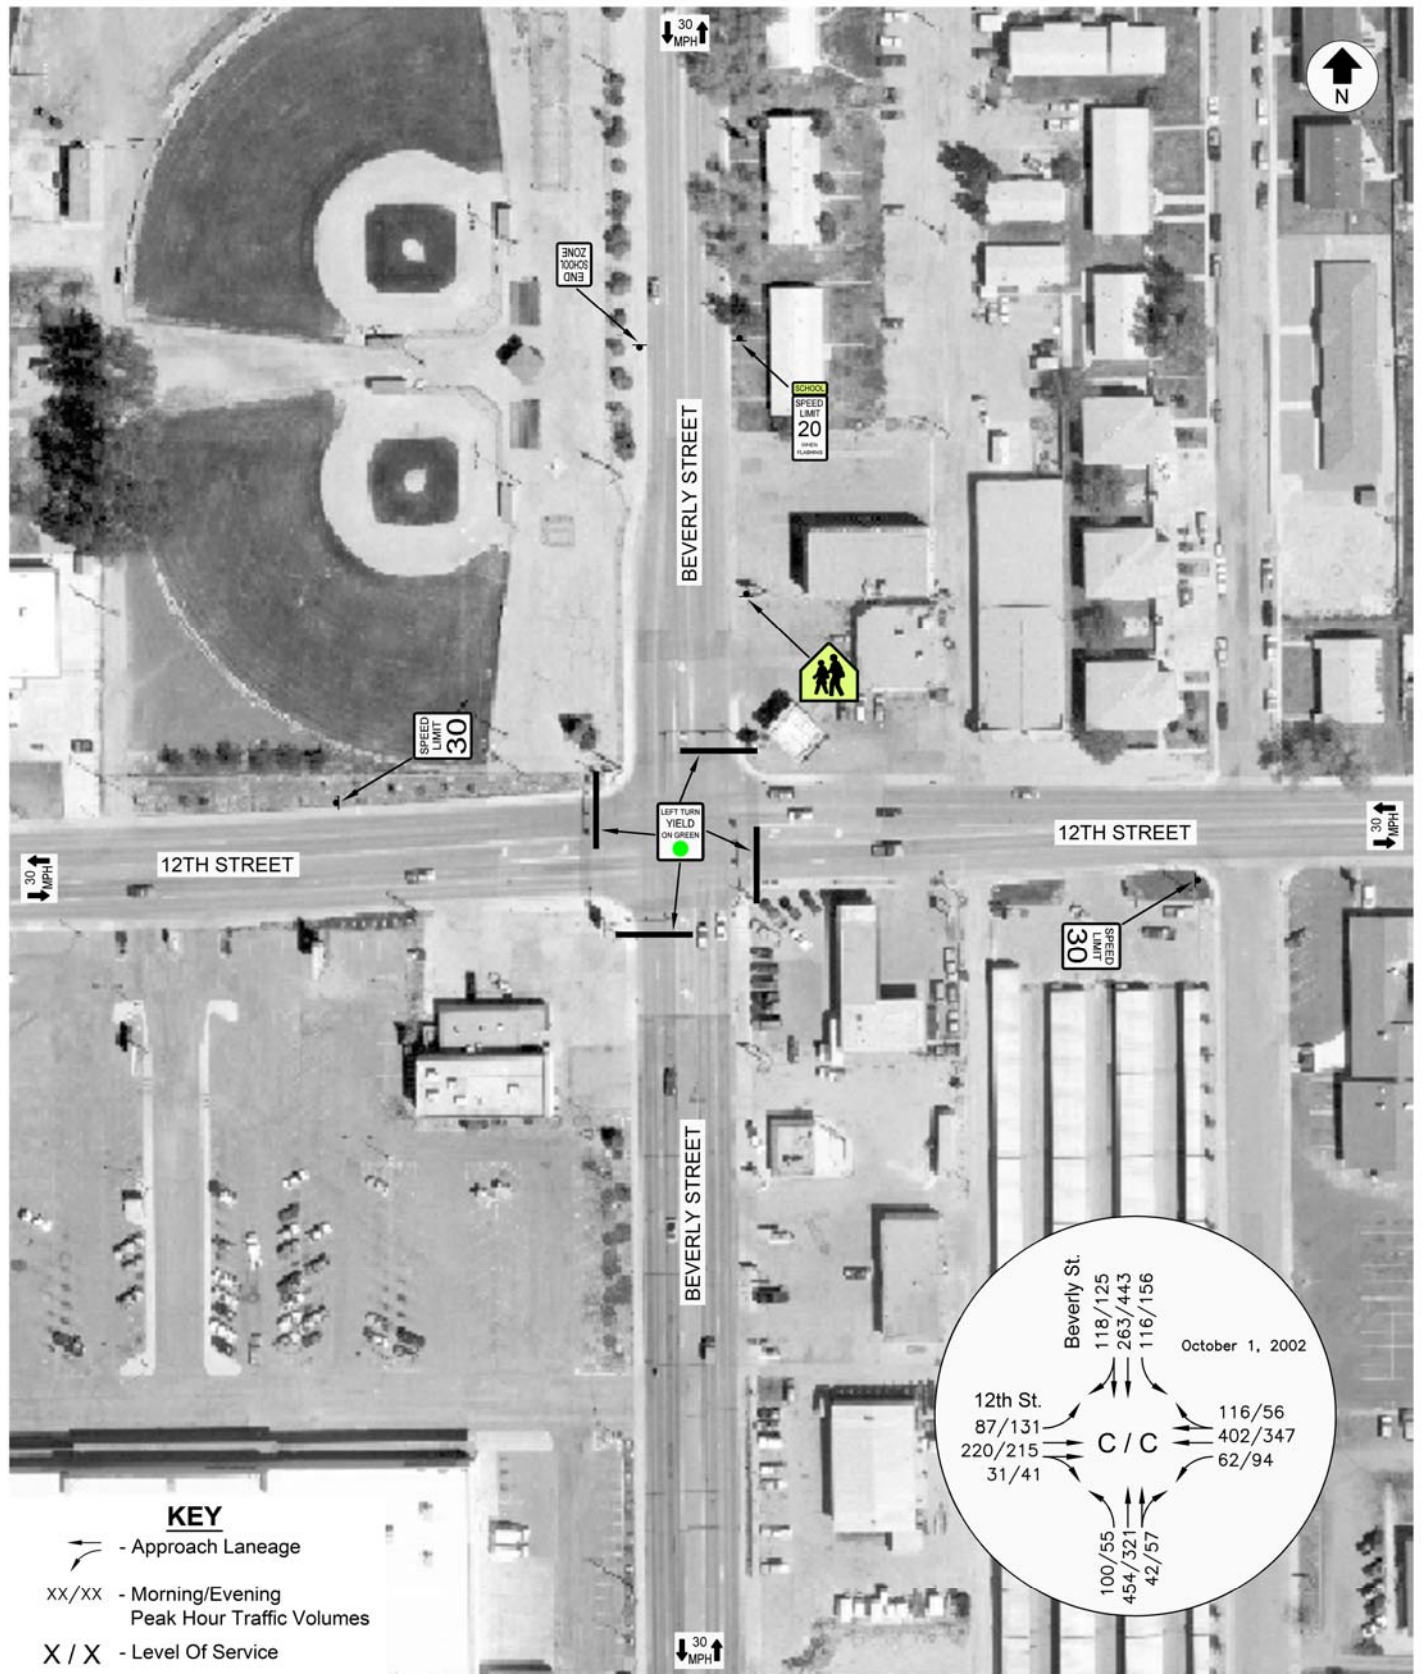 30
MPH
N
END
SCHOOL
ZONE
SCHOOL
SPEED
LIMIT
20
WHEN
FLASHING
BEVERLY STREET
SPEED
LIMIT
30
LEFT TURN
YIELD
ON GREEN
12TH STREET
30
MPH
12TH STREET
30
MPH
SPEED
LIMIT
30
BEVERLY STREET
Beverly St.
118/125
263/443
116/156
October 1, 2002
12th St.
87/131
220/215
31/41
C / C
116/56
402/347
62/94
100/55
454/321
42/57
KEY
- Approach Laneage
XX/XX - Morning/Evening
Peak Hour Traffic Volumes
X / X - Level Of Service
30
MPH